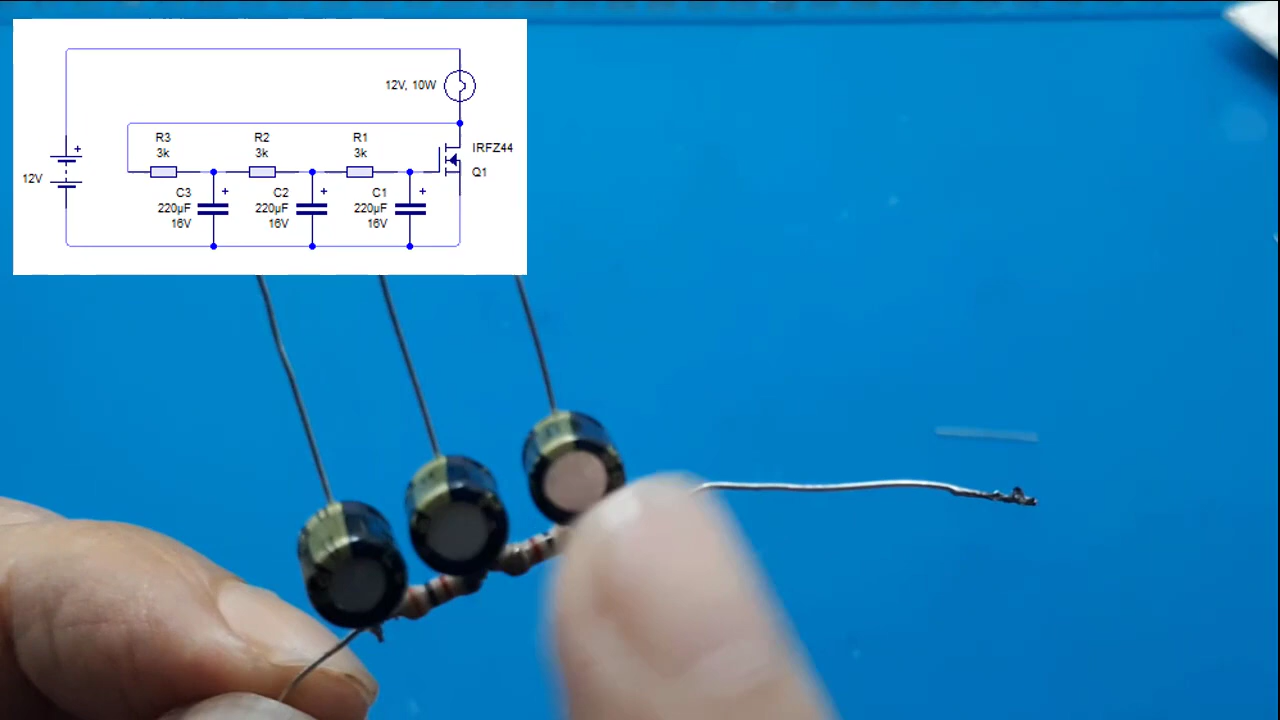 12V, 10W
R3
3k
R2
3k
R1
3k
IRFZ44
Q1
12V
+
C3
220µF
16V
+
C2
220µF
16V
+
C1
220µF
16V
+